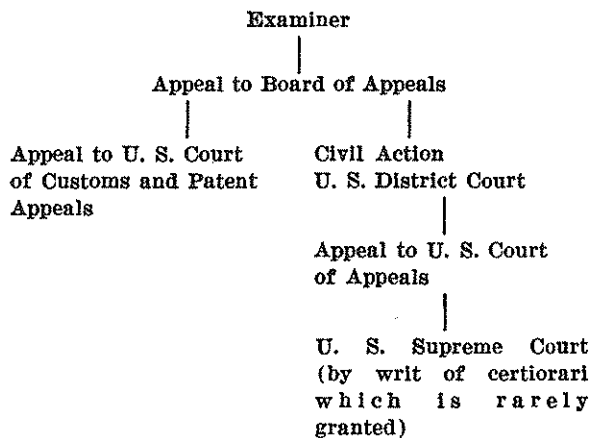 Examiner
Appeal to Board of Appeals
Appeal to U. S. Court
of Customs and Patent
Appeals
Civil Action
U. S. District Court
Appeal to U. S. Court
of Appeals
U. S. Supreme Court
(by writ of certiorari
which is rarely
granted)